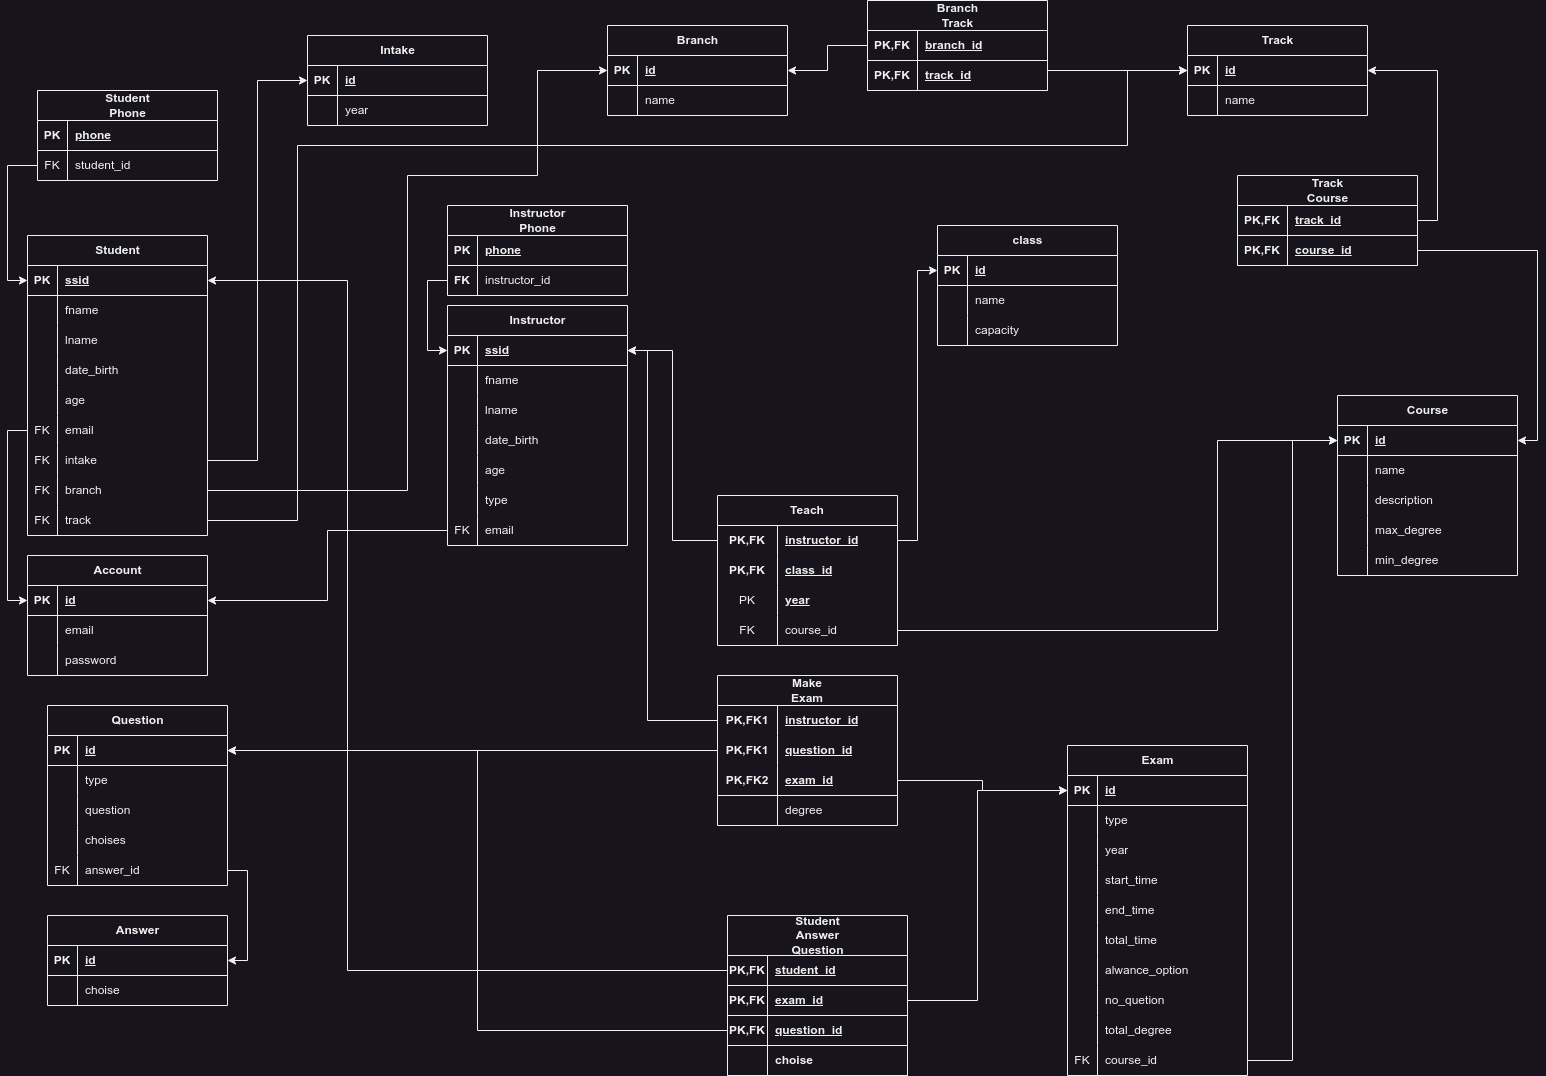 Student
Phone
PK phone
FK student_id
Intake
PK id
year
Branch
PK id
name
Branch
Track
PK,FK branch_id
PK,FK track_id
Track
PK id
name
Track
Course
PK,FK track_id
PK,FK course_id
Student
PK ssid
fname
lname
date_birth
age
FK email
FK intake
FK branch
FK track
Instructor
Phone
PK phone
FK instructor_id
Instructor
PK ssid
fname
lname
date_birth
age
type
FK email
class
PK id
name
capacity
Course
PK id
name
description
max_degree
min_degree
Teach
PK,FK instructor_id
PK,FK class_id
PK year
FK course_id
Account
PK id
email
password
Make
Exam
PK,FK1 instructor_id
PK,FK1 question_id
PK,FK2 exam_id
degree
Question
PK id
type
question
choises
FK answer_id
Answer
PK id
choise
Student
Answer
Question
PK,FK student_id
PK,FK exam_id
PK,FK question_id
choise
Exam
PK id
type
year
start_time
end_time
total_time
alwance_option
no_quetion
total_degree
FK course_id